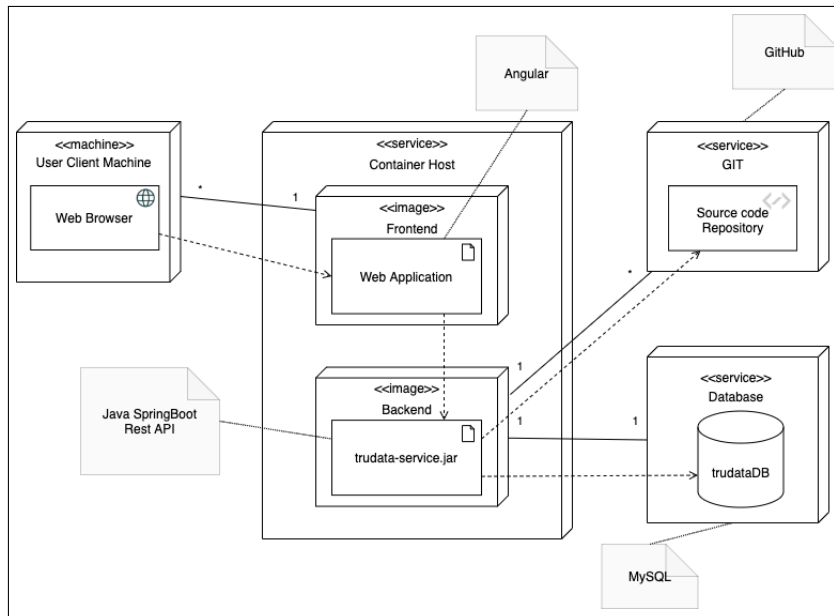 Angular
GitHub
<<machine>>
User Client Machine
Web Browser
*
1
<<service>>
Container Host
<<image>>
Frontend
Web Application
<<service>>
GIT
Source code
Repository
*
1
Java SpringBoot
Rest API
<<image>>
Backend
trudata-service.jar
1
1
<<service>>
Database
trudataDB
MySQL